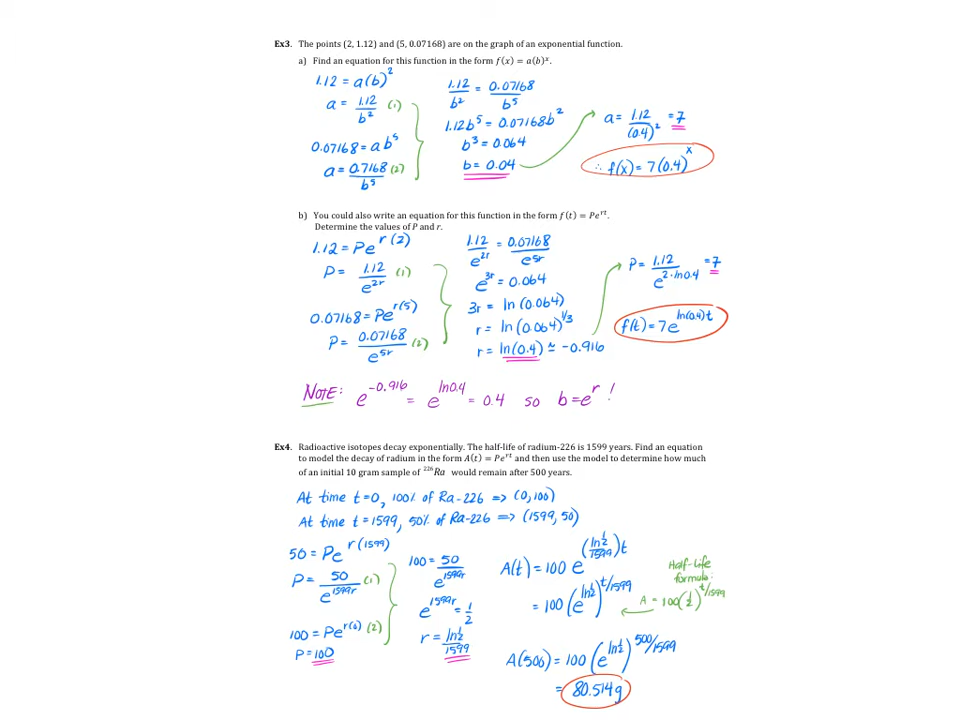 Ex3. The points (2, 1.12) and (5, 0.07168) are on the graph of an exponential function.
a) Find an equation for this function in the form f(x) = a(b)ˣ.
1.12 = a(b)²
a = 1.12/b² (1)
0.07168 = ab⁵
a = 0.7168/b⁵ (2)
1.12/b² = 0.07168/b⁵
1.12b⁵ = 0.07168b²
b³ = 0.064
b = 0.04
a = 1.12/(0.4)² = 7
∴ f(x) = 7(0.4)ˣ
b) You could also write an equation for this function in the form f(t) = Pe^{rt}.
Determine the values of P and r.
1.12 = Pe^{r(2)}
P = 1.12/e^{2r} (1)
0.07168 = Pe^{r(5)}
P = 0.07168/e^{5r} (2)
1.12/e^{2r} = 0.07168/e^{5r}
e^{3r} = 0.064
3r = ln(0.064)
r = ln(0.064)^{1/3}
r = ln(0.4) ≃ -0.916
P = 1.12/e^{2·ln0.4} = 7
f(t) = 7e^{ln(0.4)t}
NOTE: e^{-0.916} = e^{ln0.4} = 0.4 so b = e^r !
Ex4. Radioactive isotopes decay exponentially. The half-life of radium-226 is 1599 years. Find an equation
to model the decay of radium in the form A(t) = Pe^{rt} and then use the model to determine how much
of an initial 10 gram sample of ²²⁶Ra would remain after 500 years.
At time t=0, 100% of Ra-226 => (0,100)
At time t=1599, 50% of Ra-226 => (1599, 50)
50 = Pe^{r(1599)}
P = 50/e^{1599r} (1)
100 = Pe^{r(0)} (2)
P = 100
100 = 50/e^{1599r}
e^{1599r} = 1/2
r = ln½/1599
A(t) = 100 e^{(ln½/1599)t}
= 100(e^{ln½})^{t/1599}
Half-life
formula:
A = 100(½)^{t/1599}
A(500) = 100(e^{ln½})^{500/1599}
= 80.514g